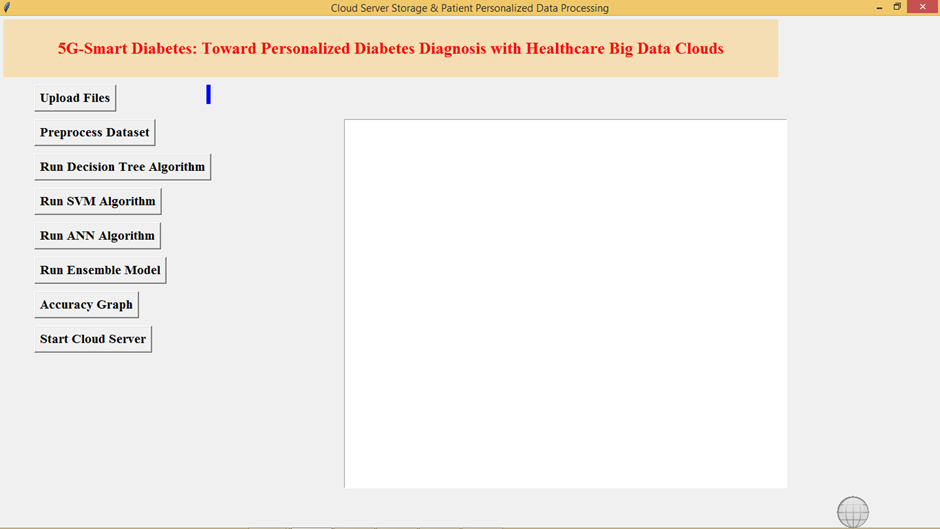 Cloud Server Storage & Patient Personalized Data Processing
5G-Smart Diabetes: Toward Personalized Diabetes Diagnosis with Healthcare Big Data Clouds
Upload Files
Preprocess Dataset
Run Decision Tree Algorithm
Run SVM Algorithm
Run ANN Algorithm
Run Ensemble Model
Accuracy Graph
Start Cloud Server